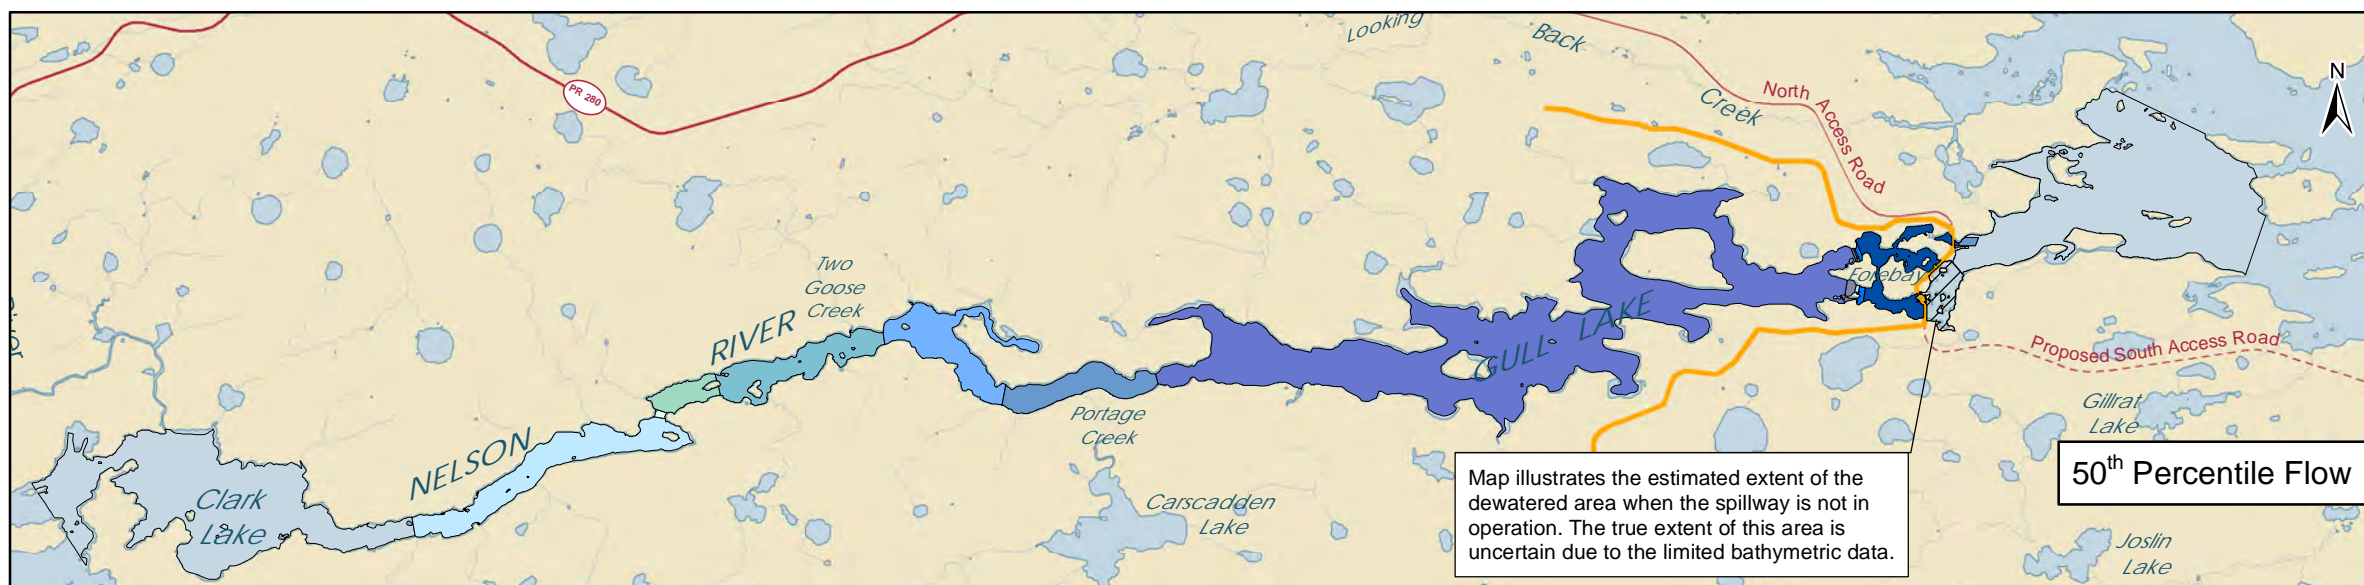 Looking
Back
Creek
North Access Road
N
PR 280
Two
Goose
Creek
River
RIVER
NELSON
Forebay
GULL LAKE
Proposed South Access Road
Portage
Creek
Gillrat
Lake
50th Percentile Flow
Clark
Lake
Carscadden
Lake
Map illustrates the estimated extent of the
dewatered area when the spillway is not in
operation. The true extent of this area is
uncertain due to the limited bathymetric data.
Joslin
Lake